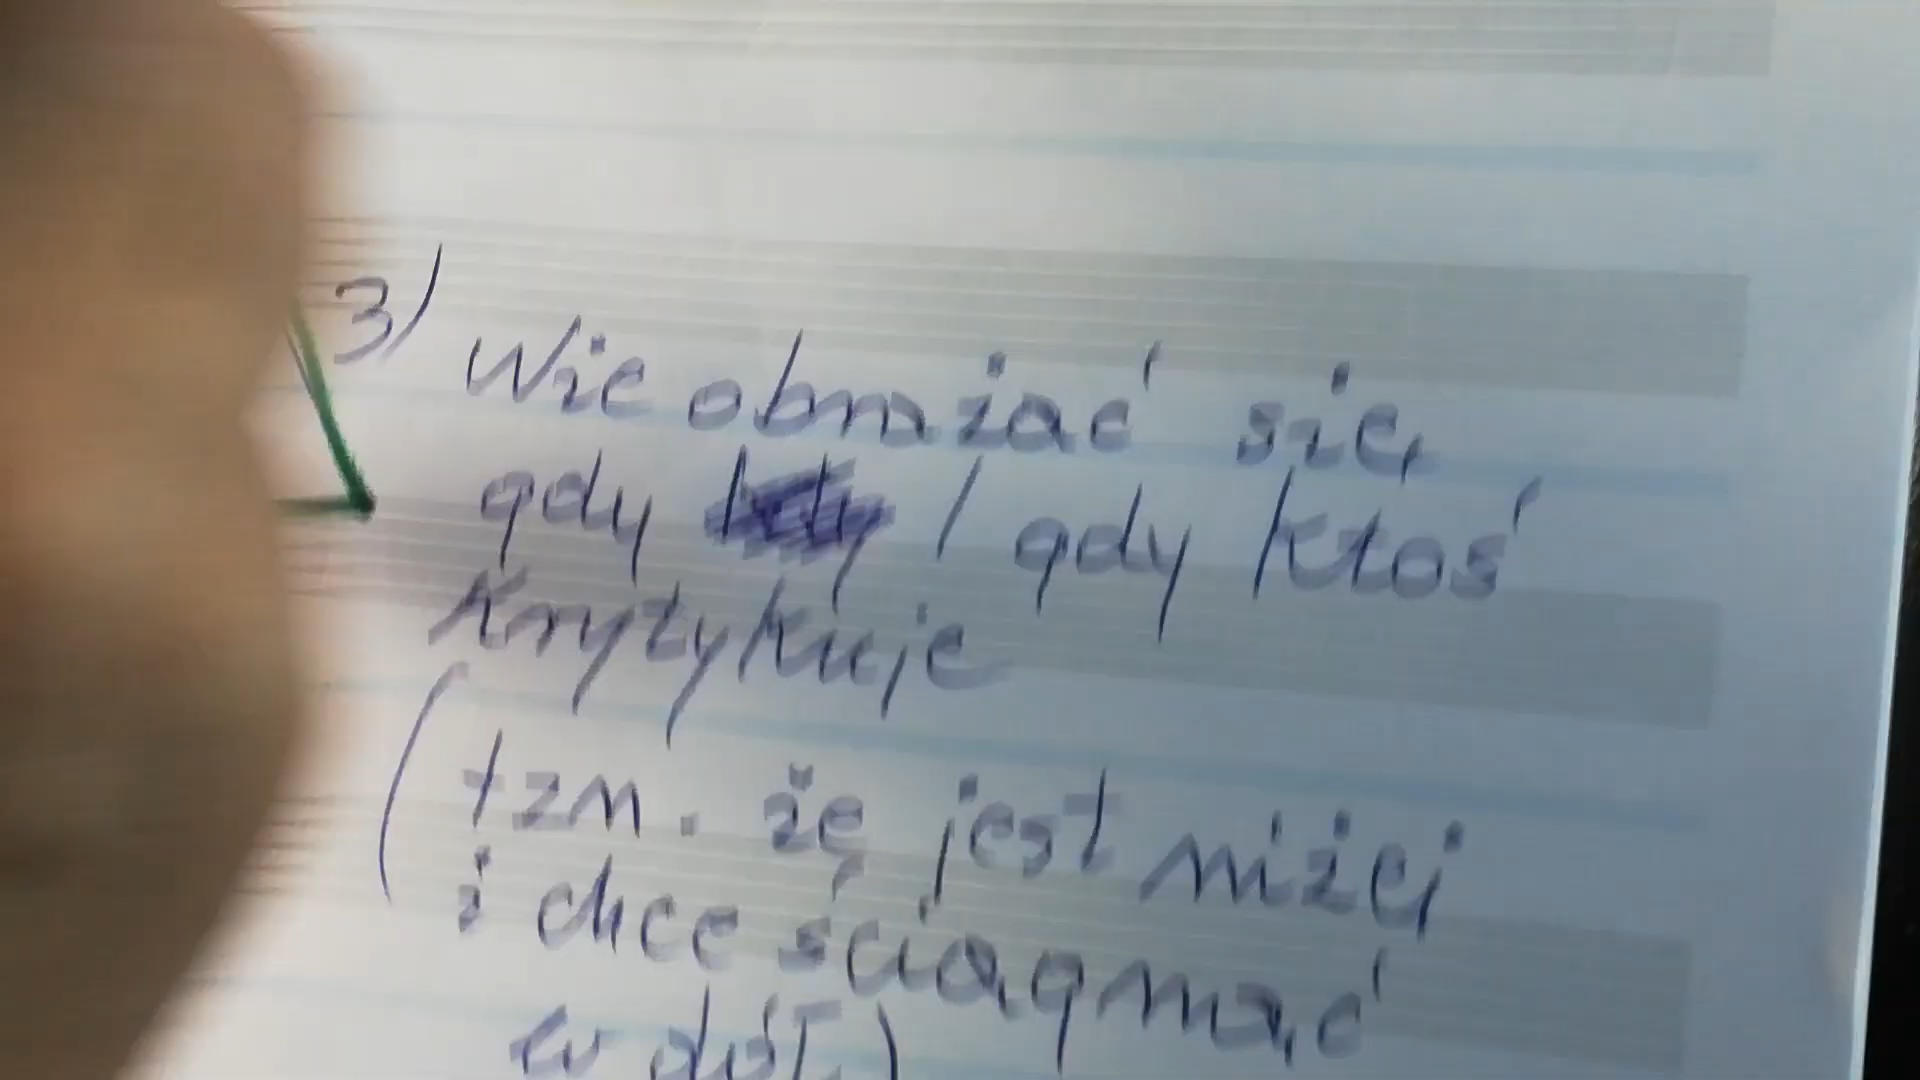 3) Nie obrażać się
gdy / gdy ktoś
krytykuje
(tzn. że jest niżej
i chce ściągnąć
w dół)